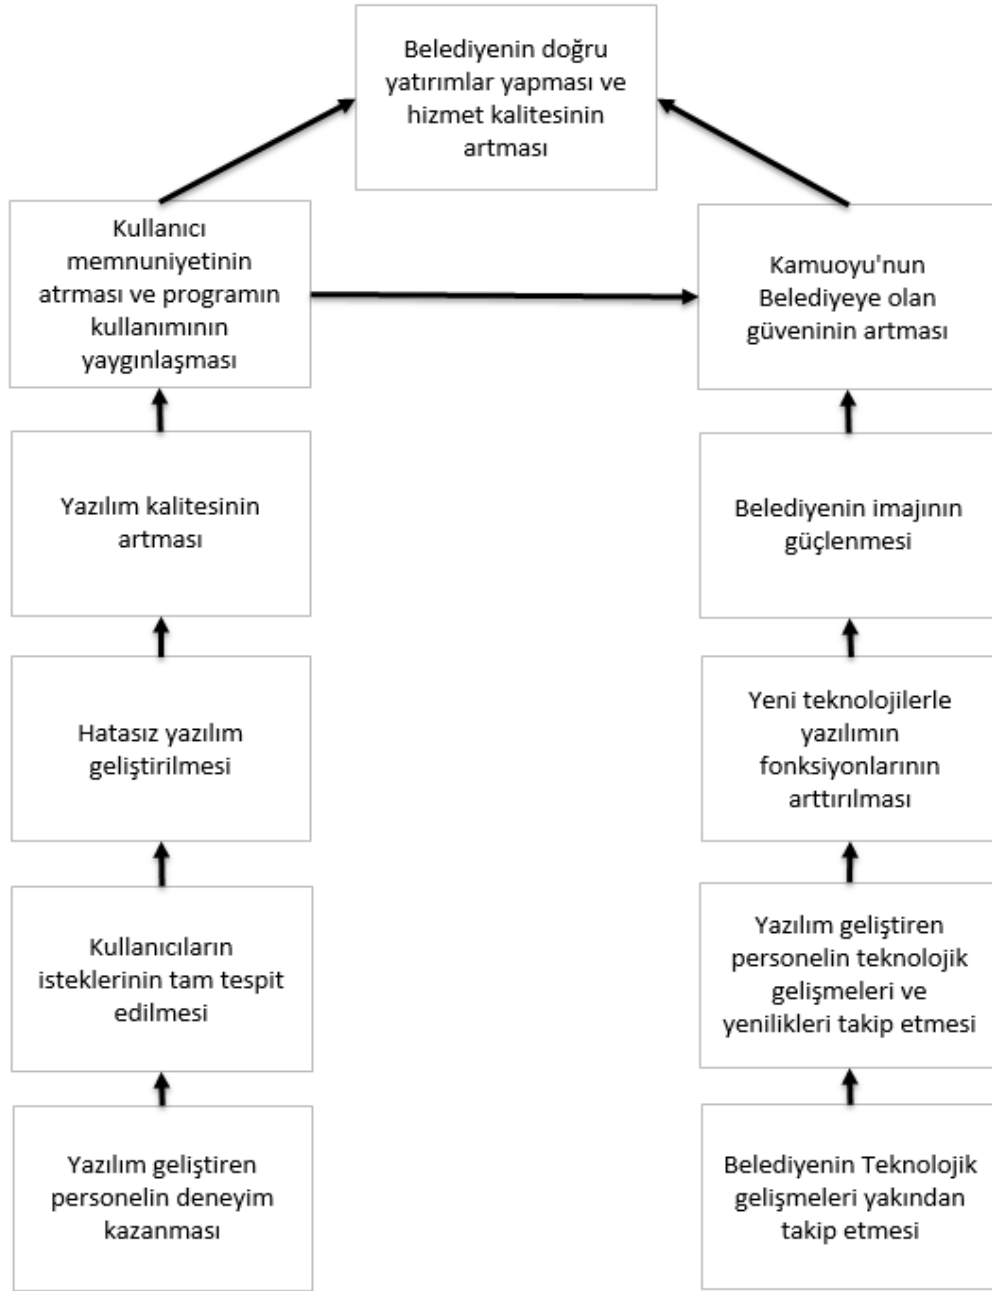 Belediyenin doğru
yatırımlar yapması ve
hizmet kalitesinin
artması
Kullanıcı
memnuniyetinin
atrması ve programın
kullanımının
yaygınlaşması
Kamuoyu'nun
Belediyeye olan
güveninin artması
Yazılım kalitesinin
artması
Belediyenin imajının
güçlenmesi
Hatasız yazılım
geliştirilmesi
Yeni teknolojilerle
yazılımın
fonksiyonlarının
arttırılması
Kullanıcıların
isteklerinin tam tespit
edilmesi
Yazılım geliştiren
personelin teknolojik
gelişmeleri ve
yenilikleri takip etmesi
Yazılım geliştiren
personelin deneyim
kazanması
Belediyenin Teknolojik
gelişmeleri yakından
takip etmesi